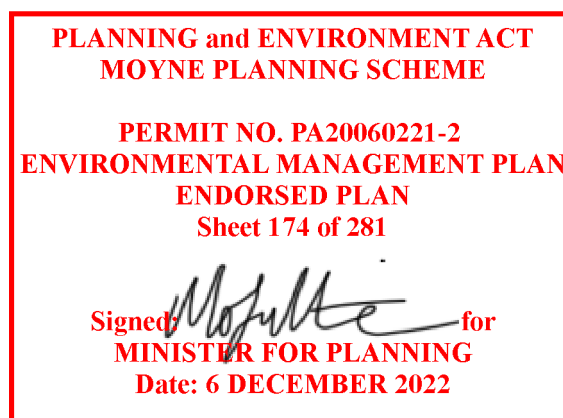 PLANNING and ENVIRONMENT ACT
MOYNE PLANNING SCHEME
PERMIT NO. PA20060221-2
ENVIRONMENTAL MANAGEMENT PLAN
ENDORSED PLAN
Sheet 174 of 281
Signed: for
MINISTER FOR PLANNING
Date: 6 DECEMBER 2022